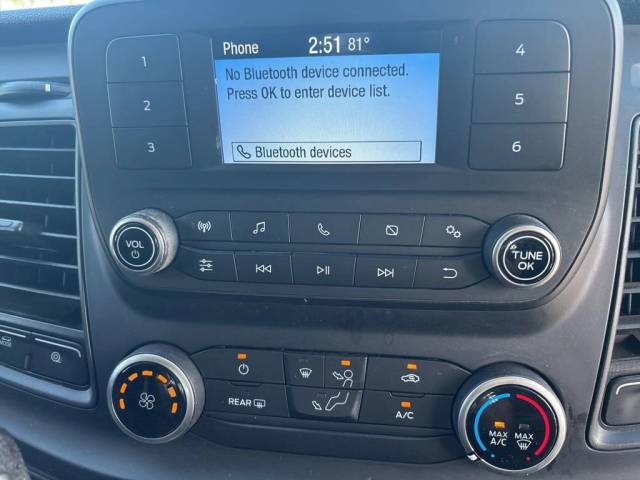 Phone 2:51 81°
No Bluetooth device connected.
Press OK to enter device list.
Bluetooth devices
1
2
3
4
5
6
VOL
TUNE
OK
MODE
REAR
A/C
MAX
A/C
MAX